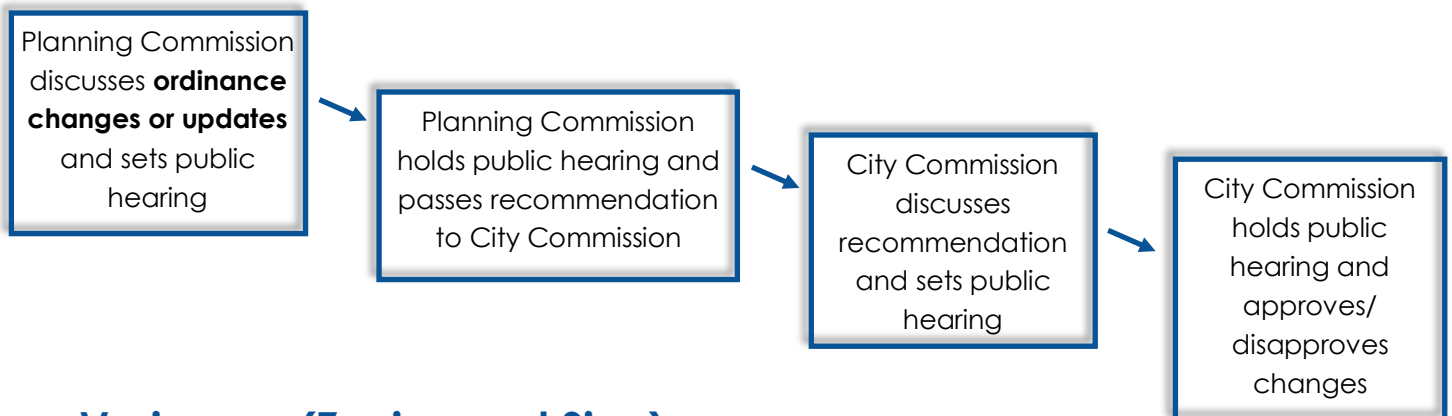 Planning Commission
discusses ordinance
changes or updates
and sets public
hearing
Planning Commission
holds public hearing and
passes recommendation
to City Commission
City Commission
discusses
recommendation
and sets public
hearing
City Commission
holds public
hearing and
approves/
disapproves
changes